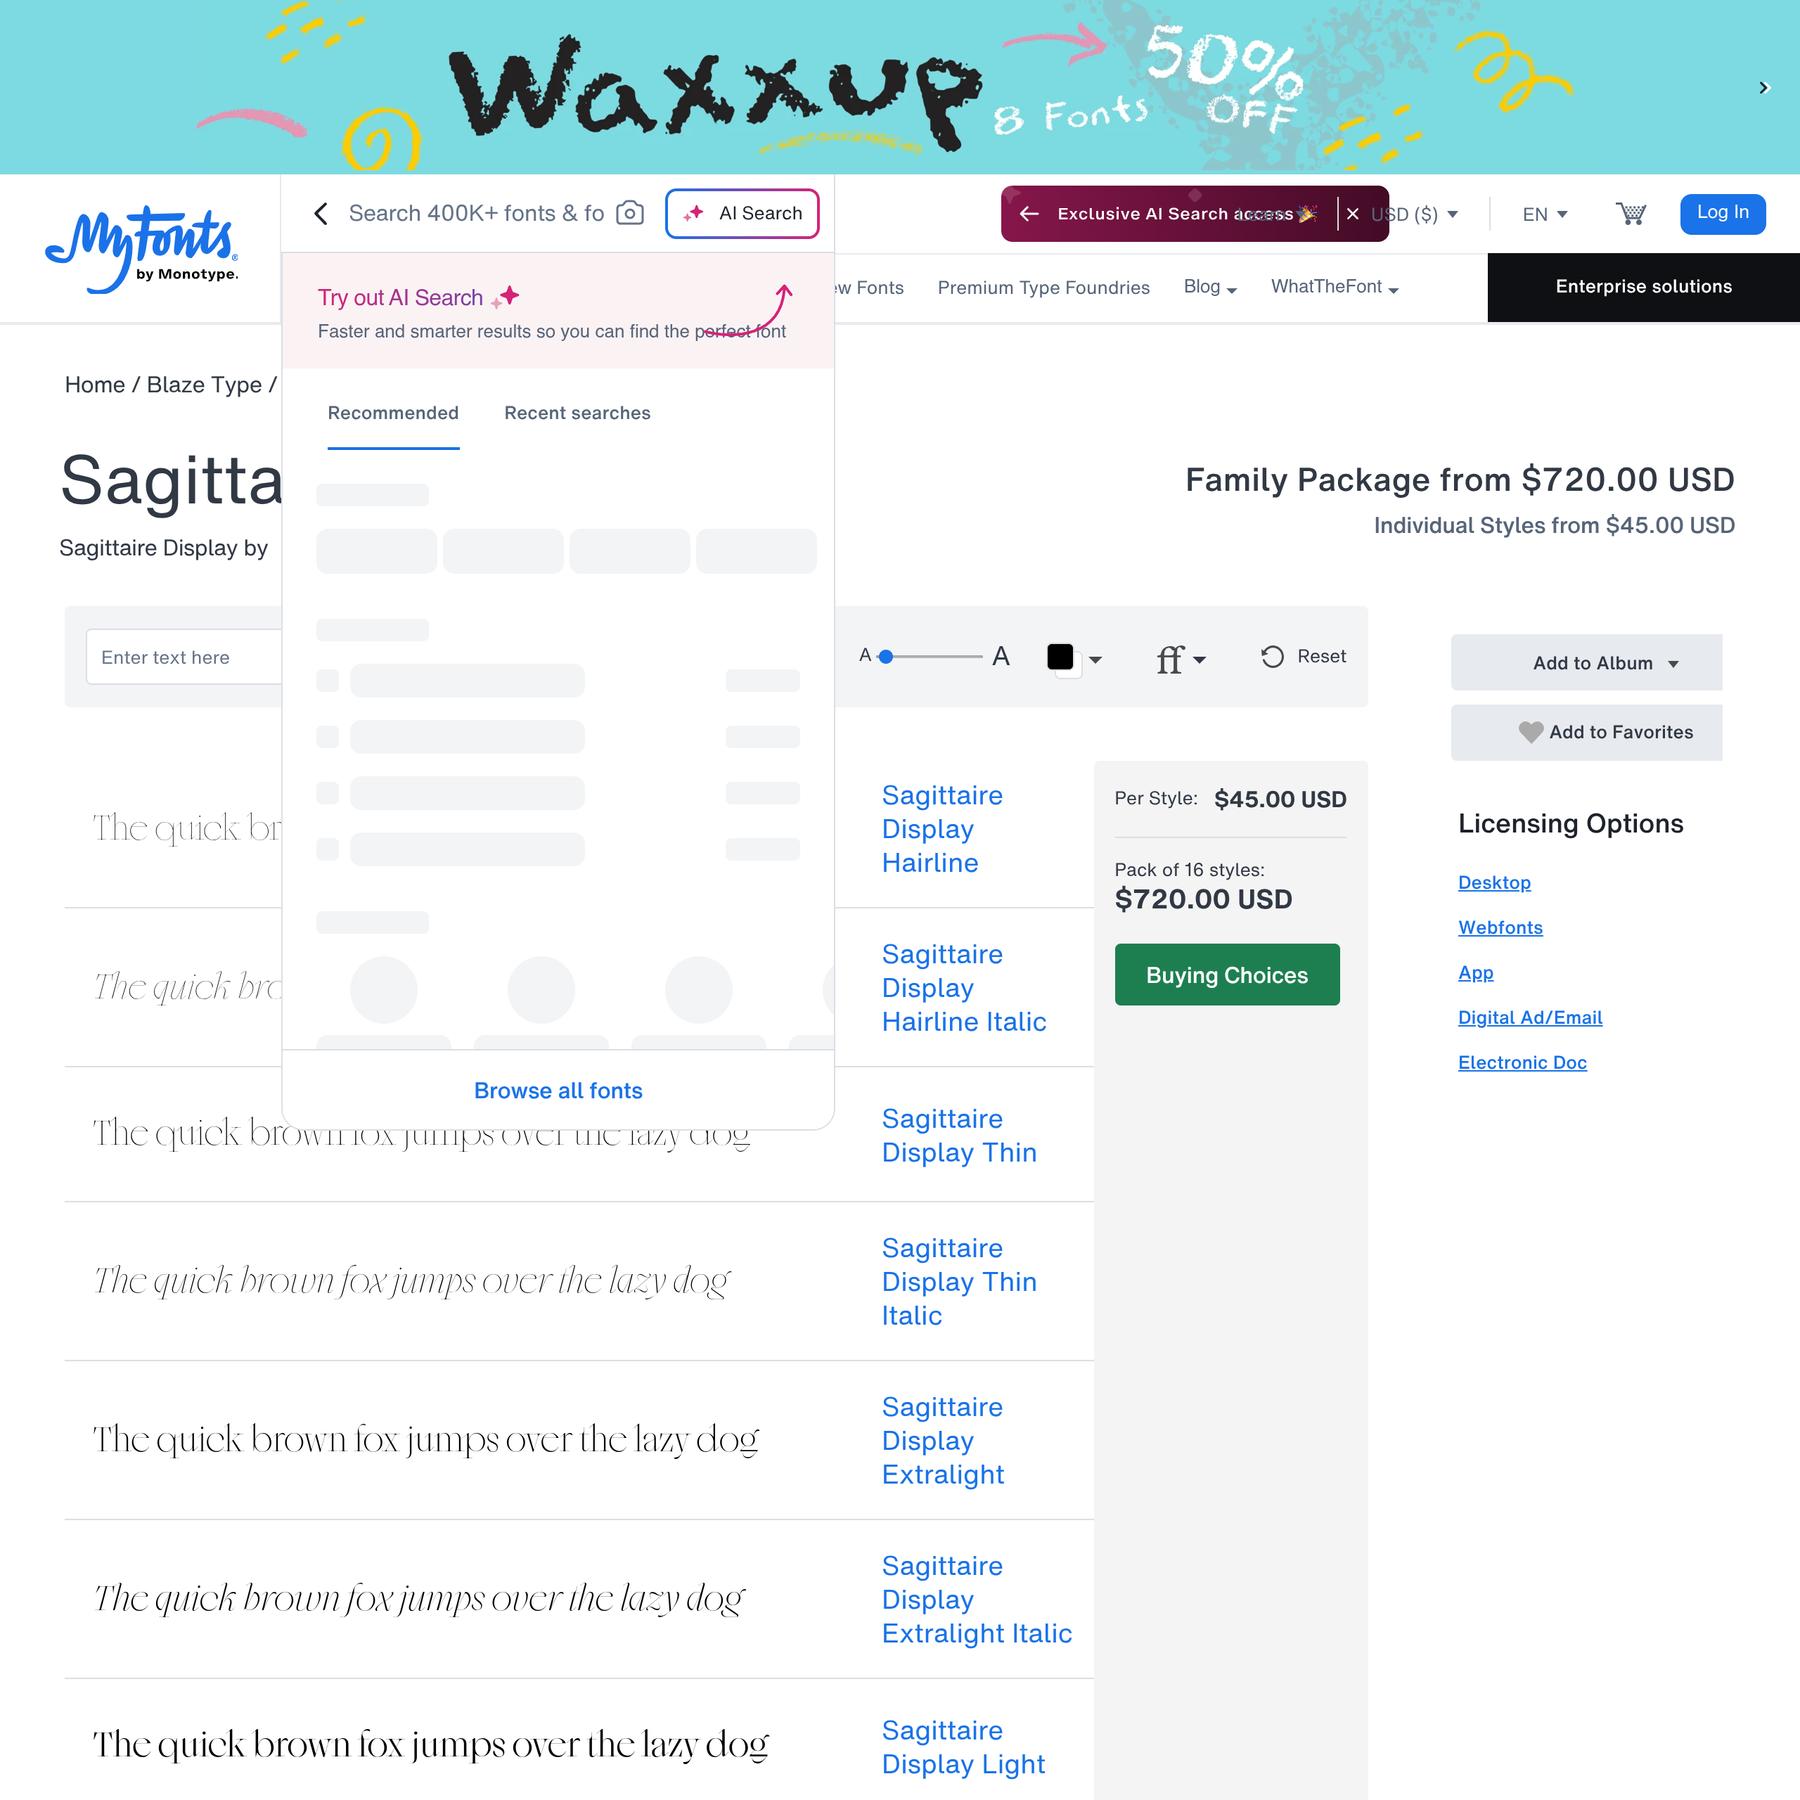 Waxxup
8 Fonts
50%
OFF
MyFonts
by Monotype.
Search 400K+ fonts & fo
AI Search
Exclusive AI Search access 🎉
USD ($)
EN
Log In
Try out AI Search
Faster and smarter results so you can find the perfect font
ew Fonts
Premium Type Foundries
Blog
WhatTheFont
Enterprise solutions
Home / Blaze Type /
Recommended
Recent searches
Sagitta
Sagittaire Display by
Family Package from $720.00 USD
Individual Styles from $45.00 USD
Enter text here
A
A
ff
Reset
Add to Album
Add to Favorites
The quick br
Sagittaire
Display
Hairline
Per Style: $45.00 USD
Pack of 16 styles:
$720.00 USD
Buying Choices
Licensing Options
Desktop
Webfonts
App
Digital Ad/Email
Electronic Doc
The quick bro
Sagittaire
Display
Hairline Italic
Browse all fonts
The quick brown fox jumps over the lazy dog
Sagittaire
Display Thin
The quick brown fox jumps over the lazy dog
Sagittaire
Display Thin
Italic
The quick brown fox jumps over the lazy dog
Sagittaire
Display
Extralight
The quick brown fox jumps over the lazy dog
Sagittaire
Display
Extralight Italic
The quick brown fox jumps over the lazy dog
Sagittaire
Display Light